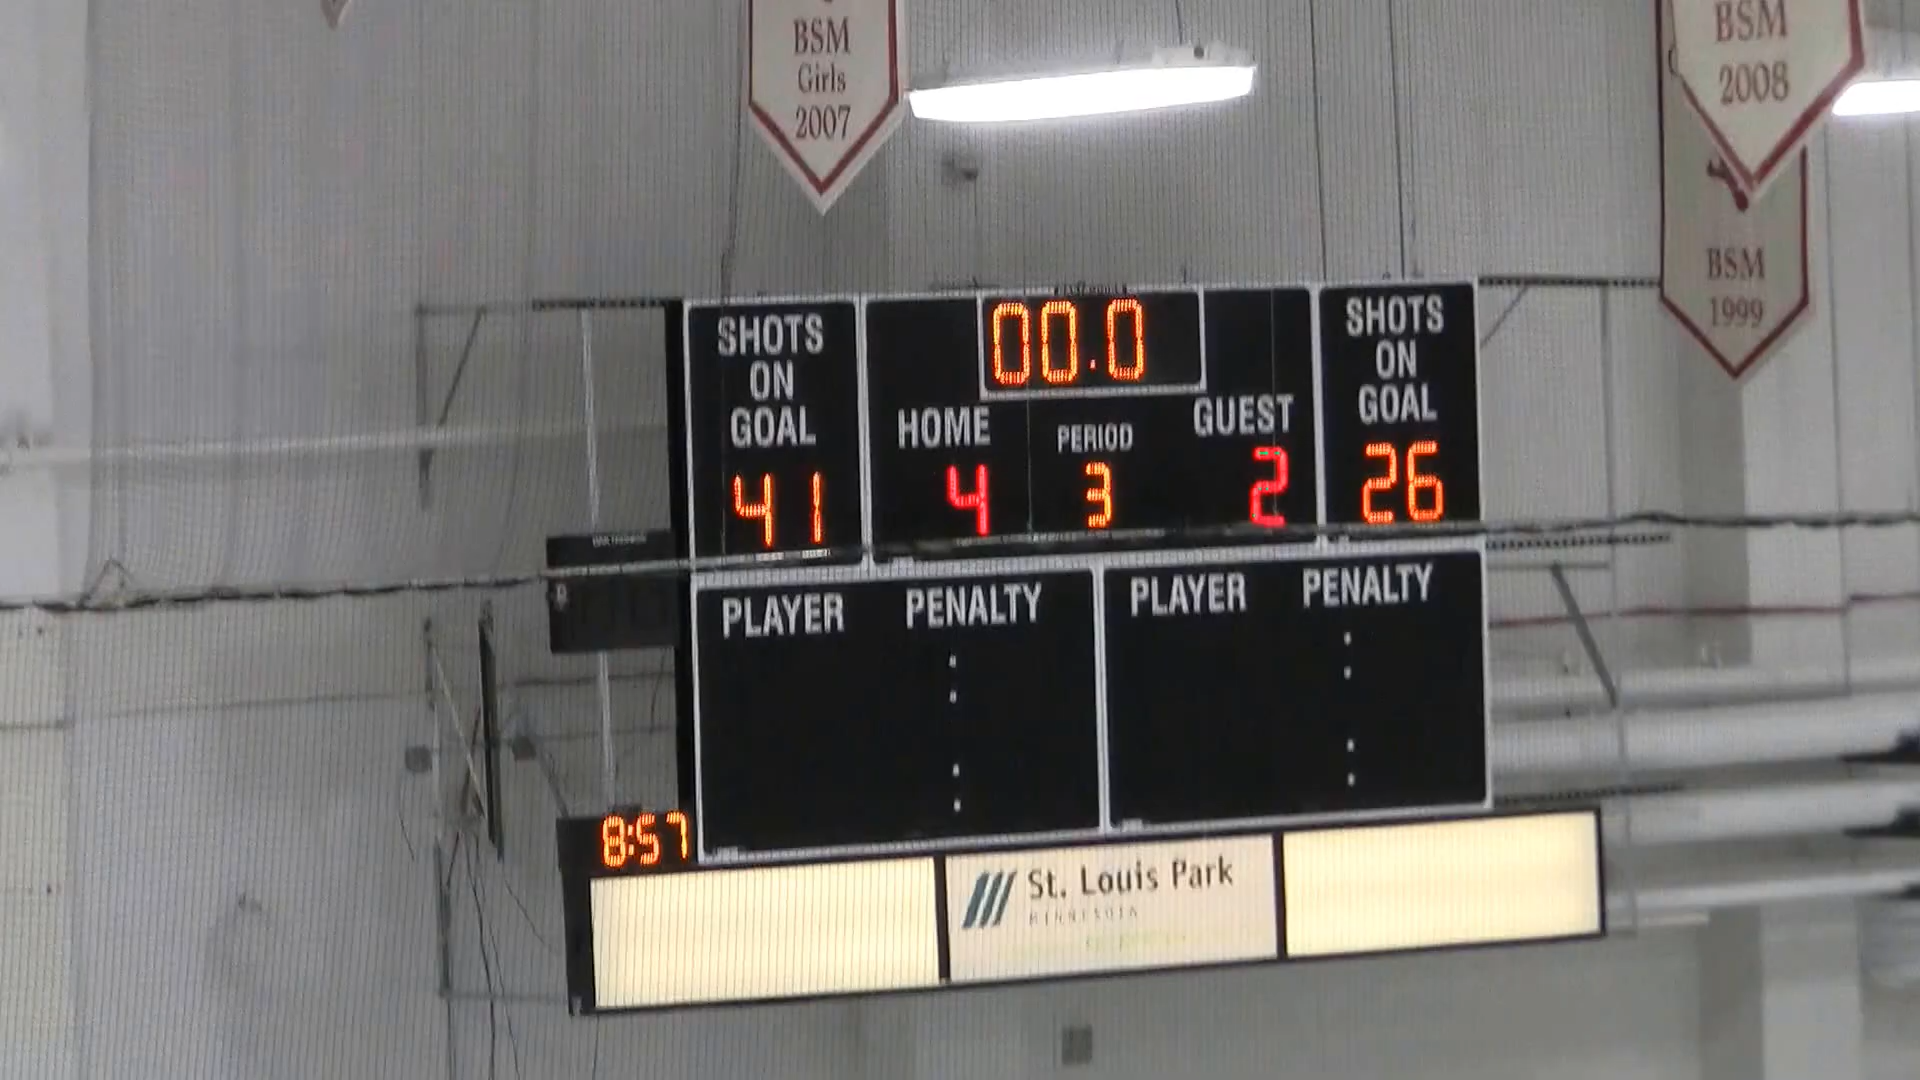 BSM
Girls
2007
BSM
2008
BSM
1999
SHOTS
ON
GOAL
41
00.0
HOME
PERIOD
GUEST
4
3
2
SHOTS
ON
GOAL
26
PLAYER PENALTY
:
:
PLAYER PENALTY
:
:
8:57
St. Louis Park
MINNESOTA